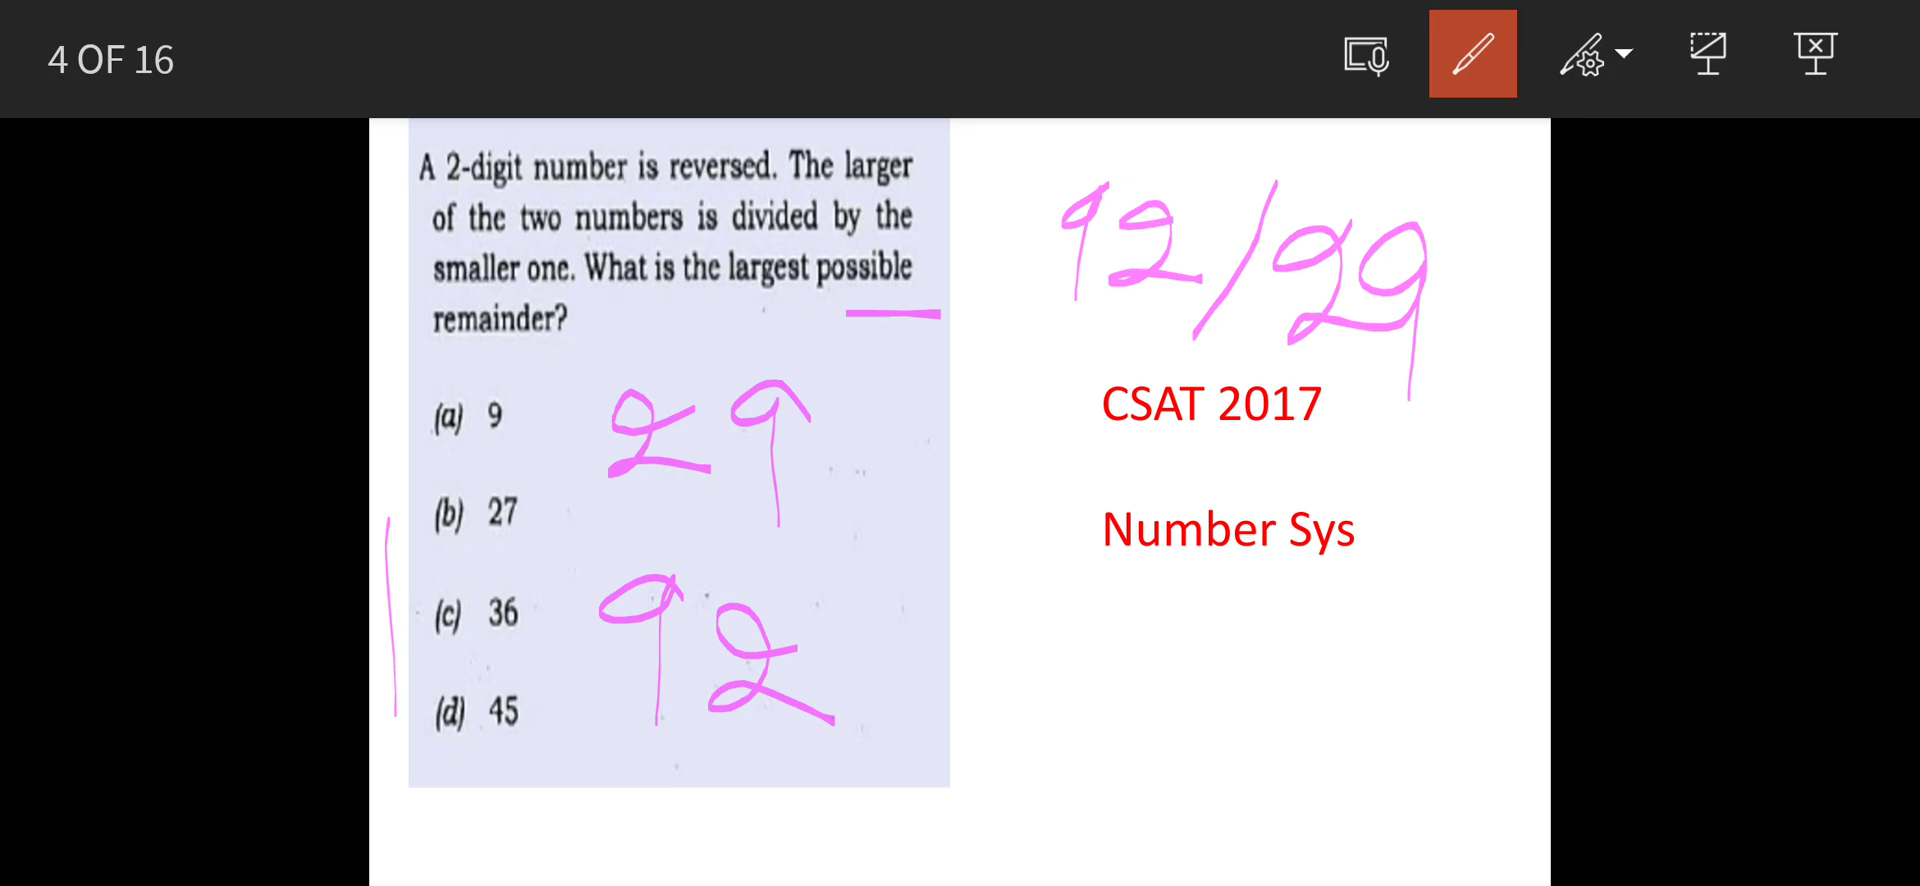 4 OF 16
A 2-digit number is reversed. The larger
of the two numbers is divided by the
smaller one. What is the largest possible
remainder?
(a) 9
(b) 27
(c) 36
(d) 45
29
92
92/29
CSAT 2017
Number Sys